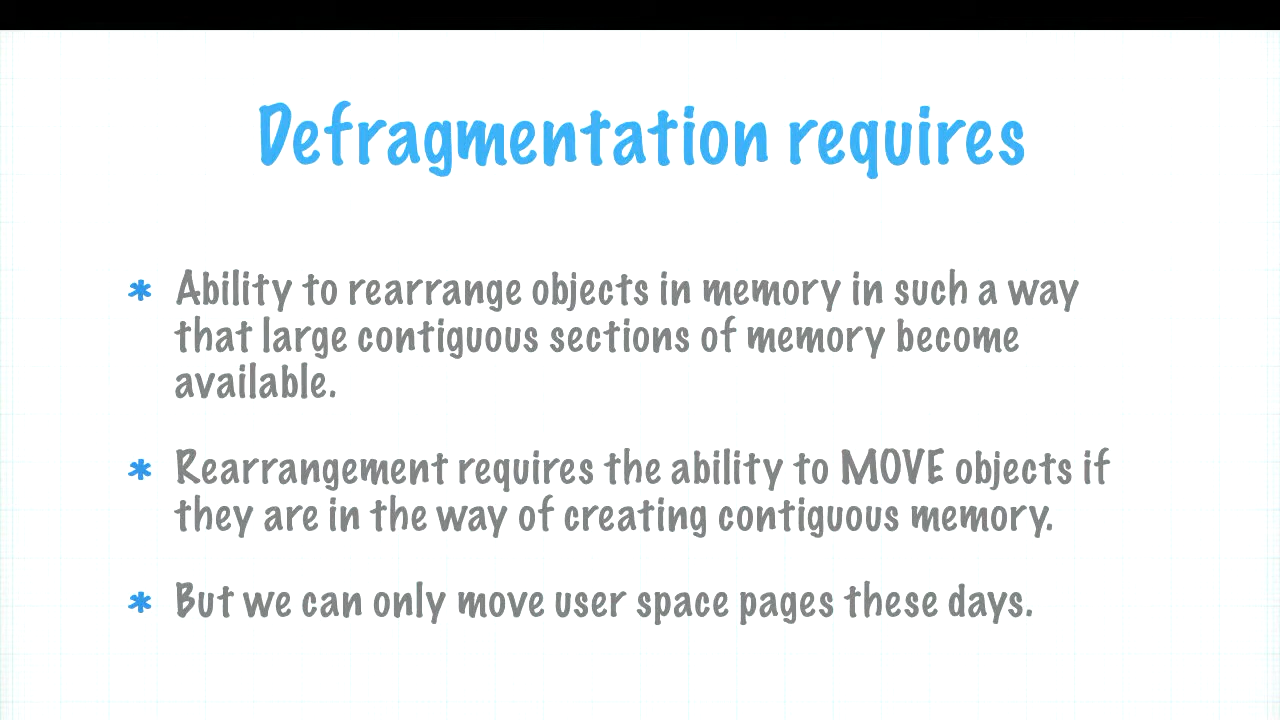 Defragmentation requires
* Ability to rearrange objects in memory in such a way
that large contiguous sections of memory become
available.
* Rearrangement requires the ability to MOVE objects if
they are in the way of creating contiguous memory.
* But we can only move user space pages these days.